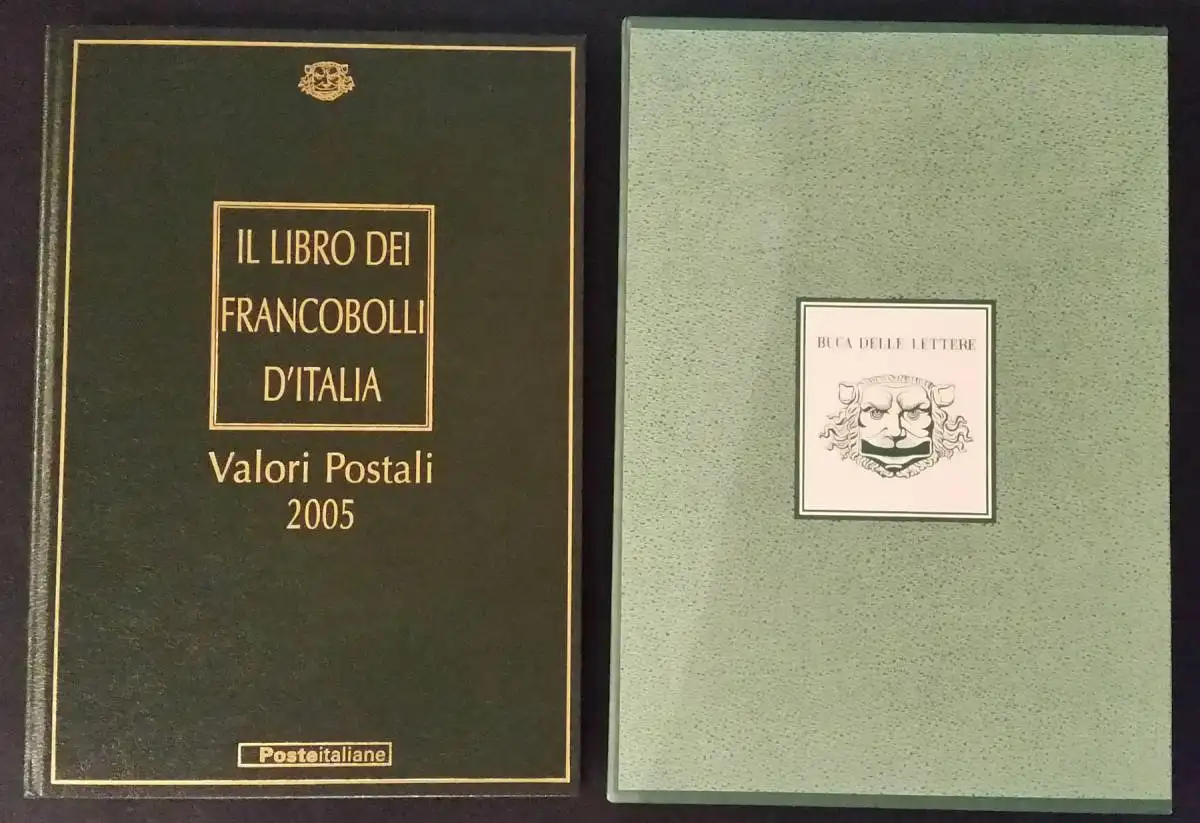 IL LIBRO DEI
FRANCOBOLLI
D'ITALIA
Valori Postali
2005
Posteitaliane
BUCA DELLE LETTERE